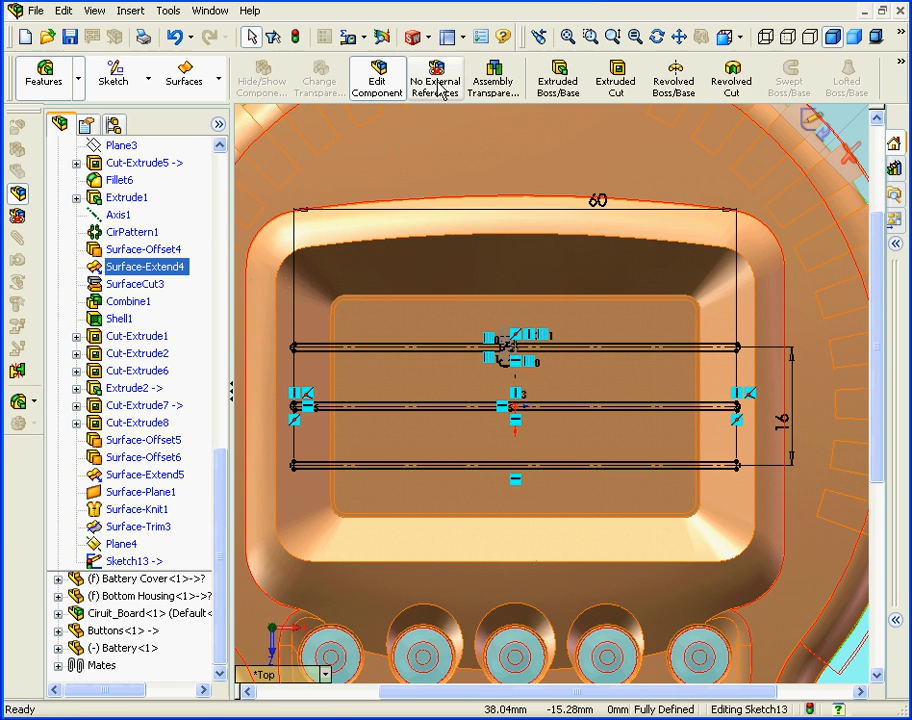 File Edit View Insert Tools Window Help
Features
Sketch
Surfaces
Hide/Show
Compone...
Change
Transpare...
Edit
Component
No External
References
Assembly
Transpare...
Extruded
Boss/Base
Extruded
Cut
Revolved
Boss/Base
Revolved
Cut
Swept
Boss/Base
Lofted
Boss/Base
Plane3
Cut-Extrude5 ->
Fillet6
Extrude1
Axis1
CirPattern1
Surface-Offset4
Surface-Extend4
SurfaceCut3
Combine1
Shell1
Cut-Extrude1
Cut-Extrude2
Cut-Extrude6
Extrude2 ->
Cut-Extrude7 ->
Cut-Extrude8
Surface-Offset5
Surface-Offset6
Surface-Extend5
Surface-Plane1
Surface-Knit1
Surface-Trim3
Plane4
Sketch13 ->
(f) Battery Cover<1>->?
(f) Bottom Housing<1>->?
Ciruit_Board<1> (Default<
Buttons<1> ->
(-) Battery<1>
Mates
60
16
*Top
Ready
38.04mm -15.28mm 0mm Fully Defined Editing Sketch13